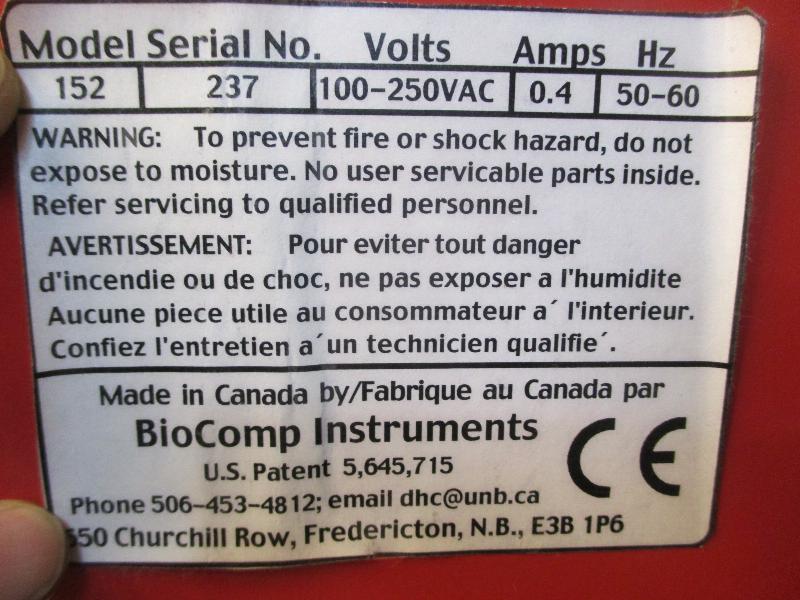 Model Serial No. Volts Amps Hz
152 237 100-250VAC 0.4 50-60
WARNING: To prevent fire or shock hazard, do not
expose to moisture. No user servicable parts inside.
Refer servicing to qualified personnel.
AVERTISSEMENT: Pour eviter tout danger
d'incendie ou de choc, ne pas exposer a l'humidite
Aucune piece utile au consommateur a´ l'interieur.
Confiez l'entretien a´un technicien qualifie´.
Made in Canada by/Fabrique au Canada par
BioComp Instruments
CE
U.S. Patent 5,645,715
Phone 506-453-4812; email dhc@unb.ca
Churchill Row, Fredericton, N.B., E3B 1P6